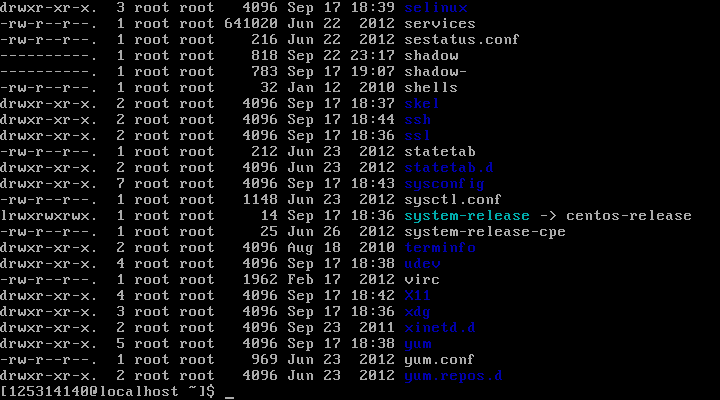 drwxr-xr-x.  3 root root   4096 Sep 17 18:39 selinux
-rw-r--r--.  1 root root 641020 Jun 22  2012 services
-rw-r--r--.  1 root root    216 Jun 22  2012 sestatus.conf
----------.  1 root root    818 Sep 22 23:17 shadow
----------.  1 root root    783 Sep 17 19:07 shadow-
-rw-r--r--.  1 root root     32 Jan 12  2010 shells
drwxr-xr-x.  2 root root   4096 Sep 17 18:37 skel
drwxr-xr-x.  2 root root   4096 Sep 17 18:44 ssh
drwxr-xr-x.  2 root root   4096 Sep 17 18:36 ssl
-rw-r--r--.  1 root root    212 Jun 23  2012 statetab
drwxr-xr-x.  2 root root   4096 Jun 23  2012 statetab.d
drwxr-xr-x.  7 root root   4096 Sep 17 18:43 sysconfig
-rw-r--r--.  1 root root   1148 Jun 23  2012 sysctl.conf
lrwxrwxrwx.  1 root root     14 Sep 17 18:36 system-release -> centos-release
-rw-r--r--.  1 root root     25 Jun 26  2012 system-release-cpe
drwxr-xr-x.  2 root root   4096 Aug 18  2010 terminfo
drwxr-xr-x.  4 root root   4096 Sep 17 18:38 udev
-rw-r--r--.  1 root root   1962 Feb 17  2012 virc
drwxr-xr-x.  4 root root   4096 Sep 17 18:42 X11
drwxr-xr-x.  3 root root   4096 Sep 17 18:36 xdg
drwxr-xr-x.  2 root root   4096 Jun 23  2011 xinetd.d
drwxr-xr-x.  5 root root   4096 Sep 17 18:38 yum
-rw-r--r--.  1 root root    969 Jun 23  2012 yum.conf
drwxr-xr-x.  2 root root   4096 Jun 23  2012 yum.repos.d
[125314140@localhost ~]$ _